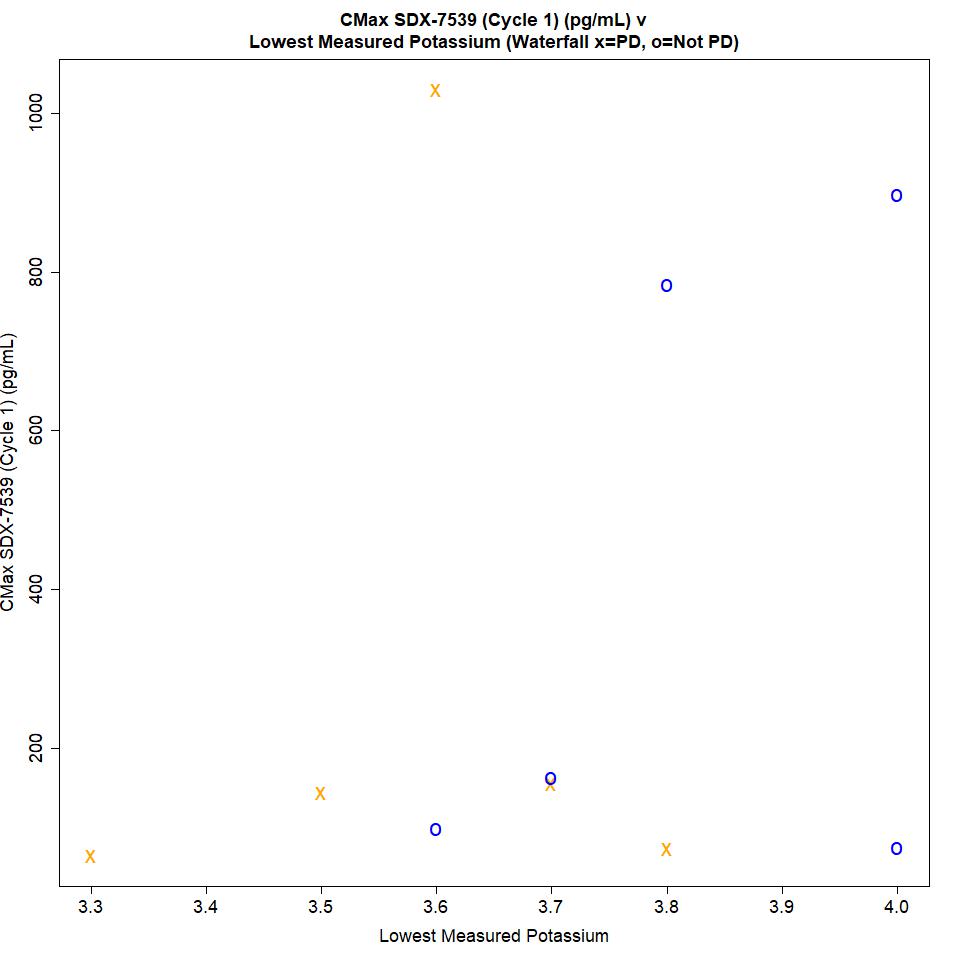 CMax SDX-7539 (Cycle 1) (pg/mL) v
Lowest Measured Potassium (Waterfall x=PD, o=Not PD)
CMax SDX-7539 (Cycle 1) (pg/mL)
1000
800
600
400
200
X
O
O
O
X
X
O
X
O
X
3.3
3.4
3.5
3.6
3.7
3.8
3.9
4.0
Lowest Measured Potassium